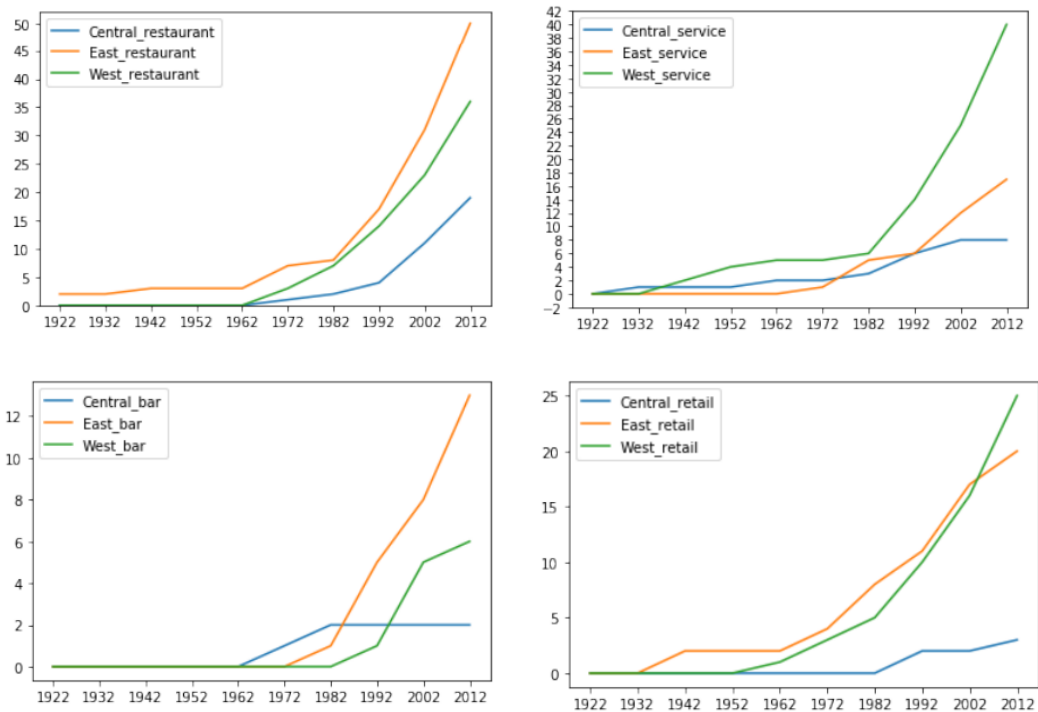 50
45
40
35
30
25
20
15
10
5
0
Central_restaurant
East_restaurant
West_restaurant
1922 1932 1942 1952 1962 1972 1982 1992 2002 2012
42
40
38
36
34
32
30
28
26
24
22
20
18
16
14
12
10
8
6
4
2
0
−2
Central_service
East_service
West_service
1922 1932 1942 1952 1962 1972 1982 1992 2002 2012
12
10
8
6
4
2
0
Central_bar
East_bar
West_bar
1922 1932 1942 1952 1962 1972 1982 1992 2002 2012
25
20
15
10
5
0
Central_retail
East_retail
West_retail
1922 1932 1942 1952 1962 1972 1982 1992 2002 2012